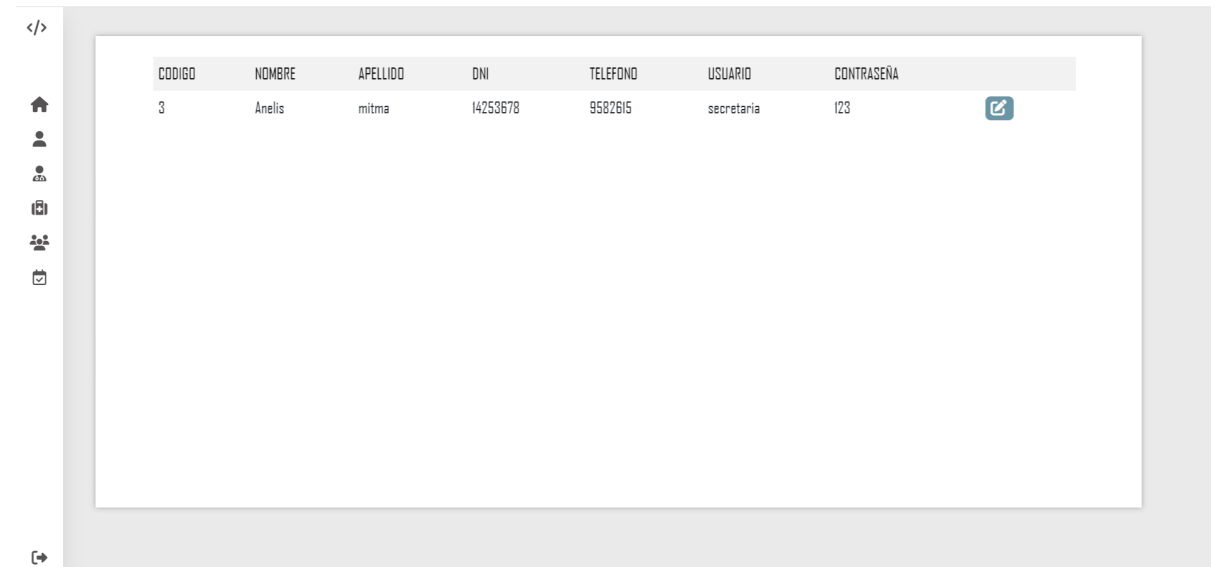 </>
CODIGO NOMBRE APELLIDO DNI TELEFONO USUARIO CONTRASEÑA
3 Anelis mitma 14253678 9582615 secretaria 123